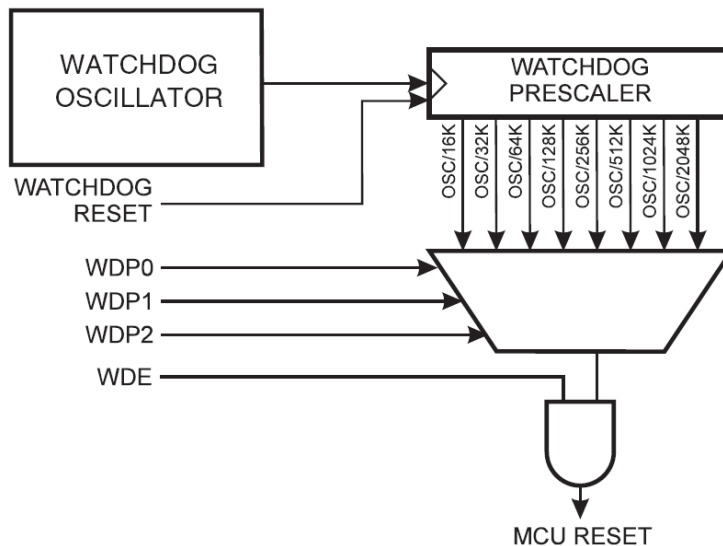 WATCHDOG
OSCILLATOR
WATCHDOG
PRESCALER
OSC/16K
OSC/32K
OSC/64K
OSC/128K
OSC/256K
OSC/512K
OSC/1024K
OSC/2048K
WATCHDOG
RESET
WDP0
WDP1
WDP2
WDE
MCU RESET